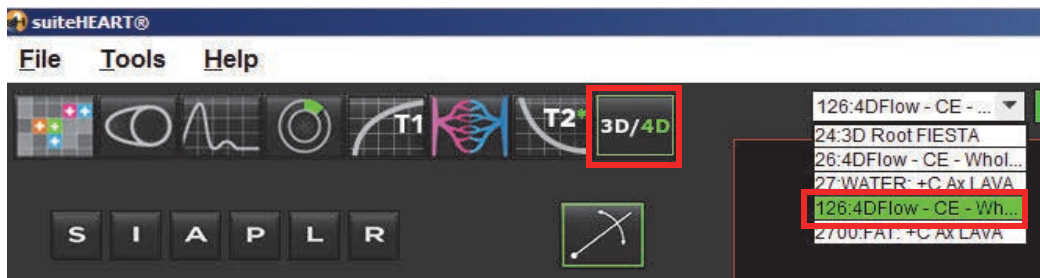 suiteHEART®
File Tools Help
T1 T2* 3D/4D
126:4DFlow - CE - ...
24:3D Root FIESTA
26:4DFlow - CE - Whol...
27:WATER: +C Ax LAVA
126:4DFlow - CE - Wh...
2700:FAT: +C Ax LAVA
S I A P L R